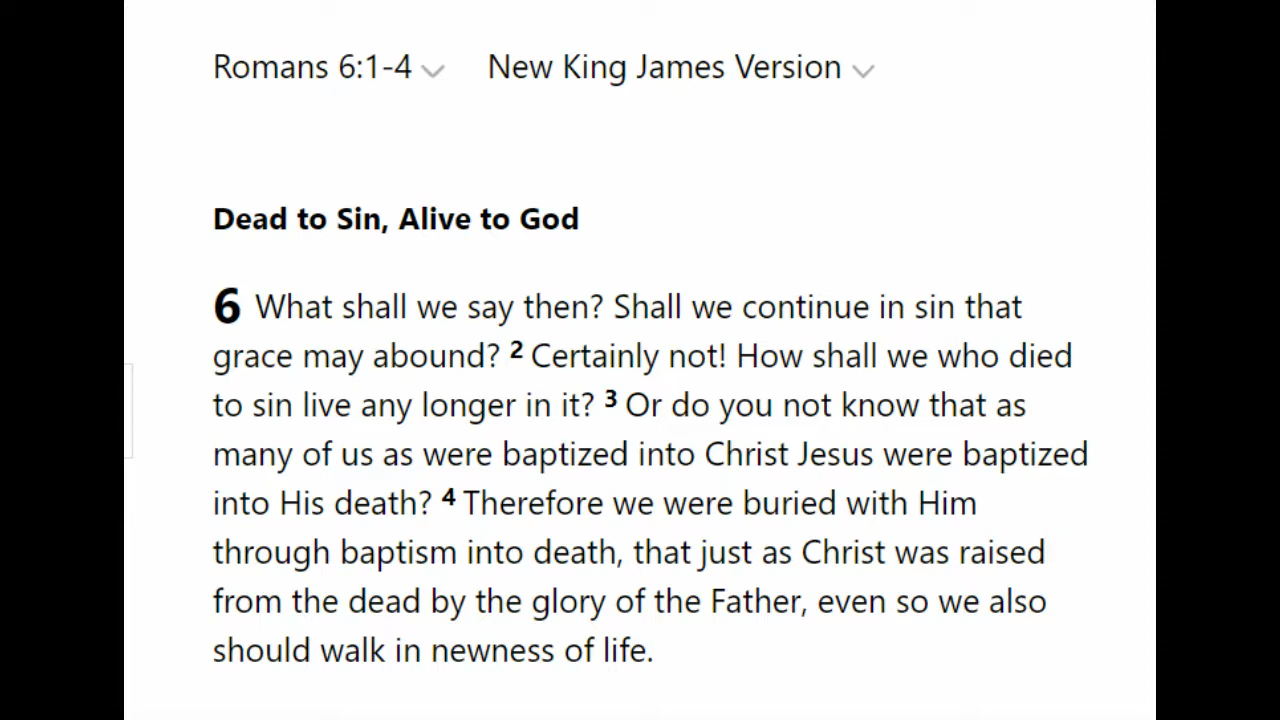 Romans 6:1-4 New King James Version
Dead to Sin, Alive to God
6 What shall we say then? Shall we continue in sin that
grace may abound? 2 Certainly not! How shall we who died
to sin live any longer in it? 3 Or do you not know that as
many of us as were baptized into Christ Jesus were baptized
into His death? 4 Therefore we were buried with Him
through baptism into death, that just as Christ was raised
from the dead by the glory of the Father, even so we also
should walk in newness of life.